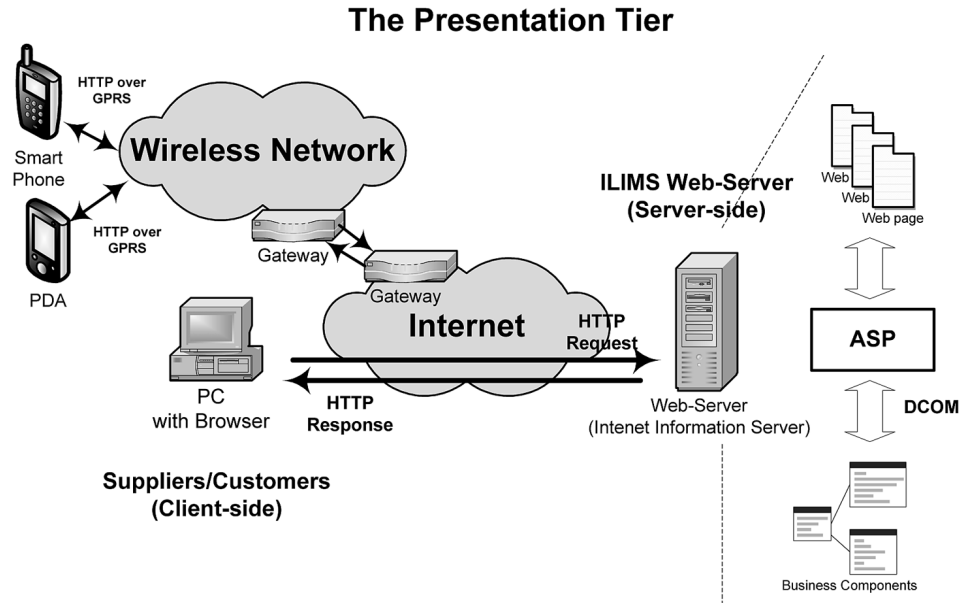 The Presentation Tier
HTTP over
GPRS
Smart
Phone
Wireless Network
HTTP over
GPRS
PDA
Gateway
Gateway
ILIMS Web-Server
(Server-side)
Web
Web
Web page
Internet
HTTP
Request
HTTP
Response
PC
with Browser
Web-Server
(Intenet Information Server)
ASP
DCOM
Suppliers/Customers
(Client-side)
Business Components